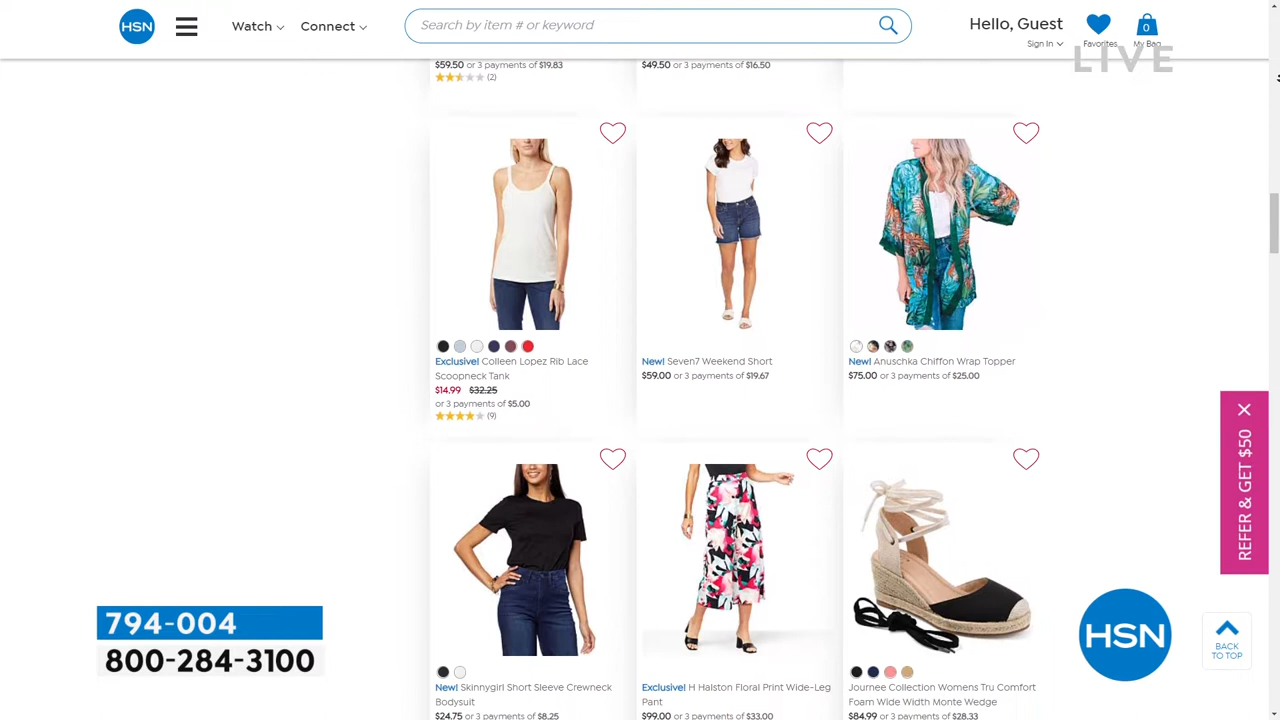 HSN
Watch
Connect
Search by item # or keyword
Hello, Guest
Sign In
Favorites
0
My Bag
LIVE
$59.50 or 3 payments of $19.83
(2)
$49.50 or 3 payments of $16.50
Exclusive! Colleen Lopez Rib Lace
Scoopneck Tank
$14.99 $32.25
or 3 payments of $5.00
(9)
New! Seven7 Weekend Short
$59.00 or 3 payments of $19.67
New! Anuschka Chiffon Wrap Topper
$75.00 or 3 payments of $25.00
REFER & GET $50
New! Skinnygirl Short Sleeve Crewneck
Bodysuit
$24.75 or 3 payments of $8.25
Exclusive! H Halston Floral Print Wide-Leg
Pant
$99.00 or 3 payments of $33.00
Journee Collection Womens Tru Comfort
Foam Wide Width Monte Wedge
$84.99 or 3 payments of $28.33
794-004
800-284-3100
HSN
BACK
TO TOP